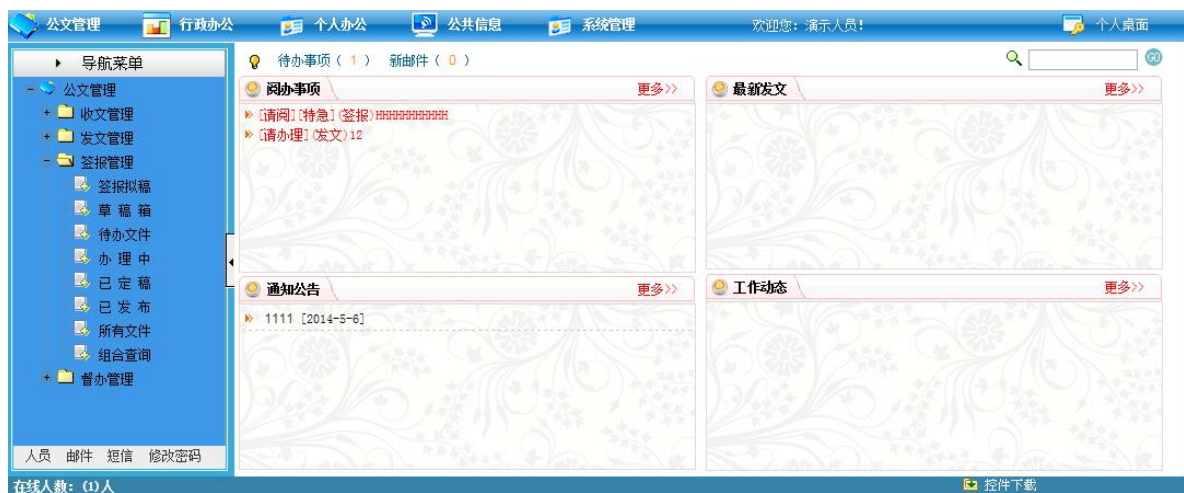 公文管理 行政办公 个人办公 公共信息 系统管理 欢迎您: 演示人员! 个人桌面
导航菜单
公文管理
收文管理
发文管理
签报管理
签报拟稿
草 稿 箱
待办文件
办 理 中
已 定 稿
已 发 布
所有文件
组合查询
督办管理
人员 邮件 短信 修改密码
待办事项 ( 1 ) 新邮件 ( 0 )
GO
阅办事项 更多>>
[请阅][特急](签报)HHHHHHHHHHH
[请办理](发文)12
最新发文 更多>>
通知公告 更多>>
1111 [2014-5-6]
工作动态 更多>>
在线人数: (1)人 控件下载